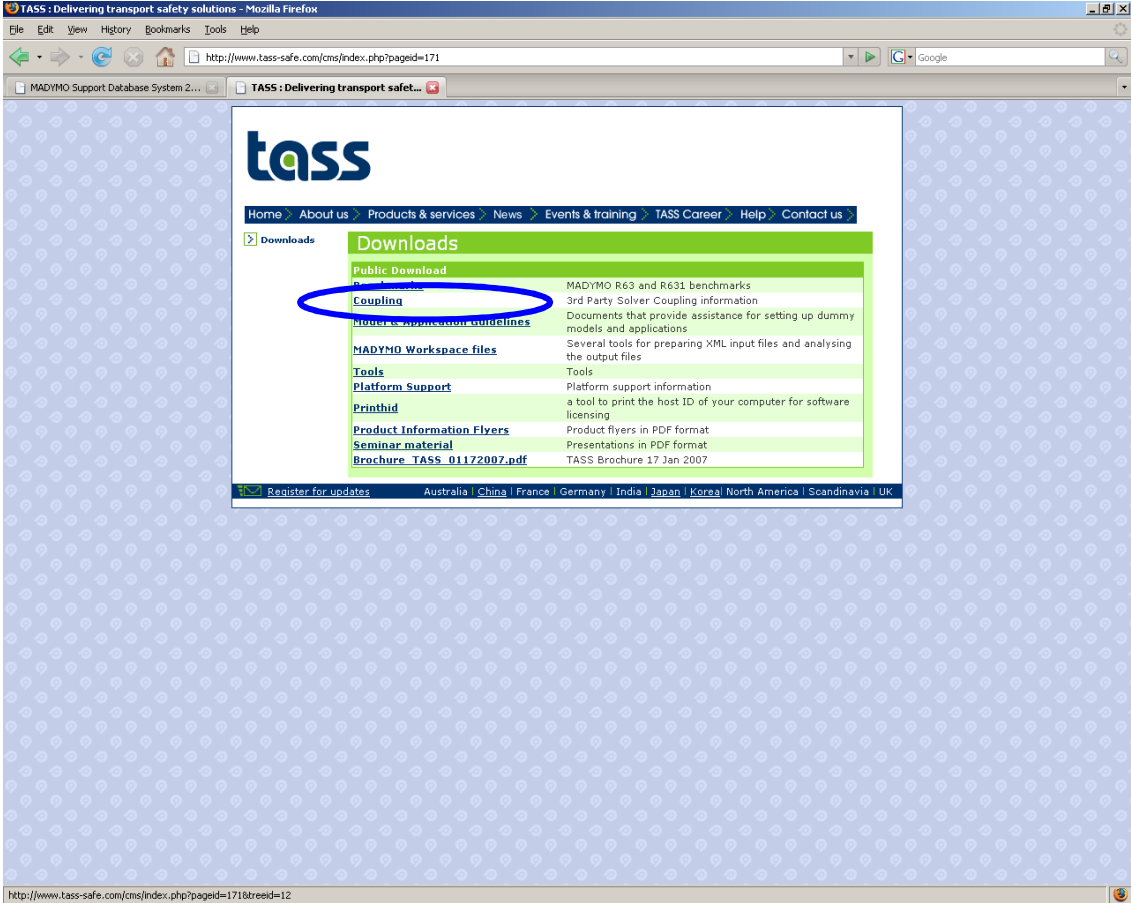 TASS : Delivering transport safety solutions - Mozilla Firefox
File Edit View History Bookmarks Tools Help
http://www.tass-safe.com/cms/index.php?pageid=171
G Google
MADYMO Support Database System 2...
TASS : Delivering transport safet...
tass
Home > About us > Products & services > News > Events & training > TASS Career > Help > Contact us >
Downloads
Downloads
Public Download
Benchmarks MADYMO R63 and R631 benchmarks
Coupling 3rd Party Solver Coupling information
Model & Application Guidelines Documents that provide assistance for setting up dummy
models and applications
MADYMO Workspace files Several tools for preparing XML input files and analysing
the output files
Tools Tools
Platform Support Platform support information
Printhid a tool to print the host ID of your computer for software
licensing
Product Information Flyers Product flyers in PDF format
Seminar material Presentations in PDF format
Brochure_TASS_01172007.pdf TASS Brochure 17 Jan 2007
Register for updates Australia | China | France | Germany | India | Japan | Korea| North America | Scandinavia | UK
http://www.tass-safe.com/cms/index.php?pageid=171&treeid=12